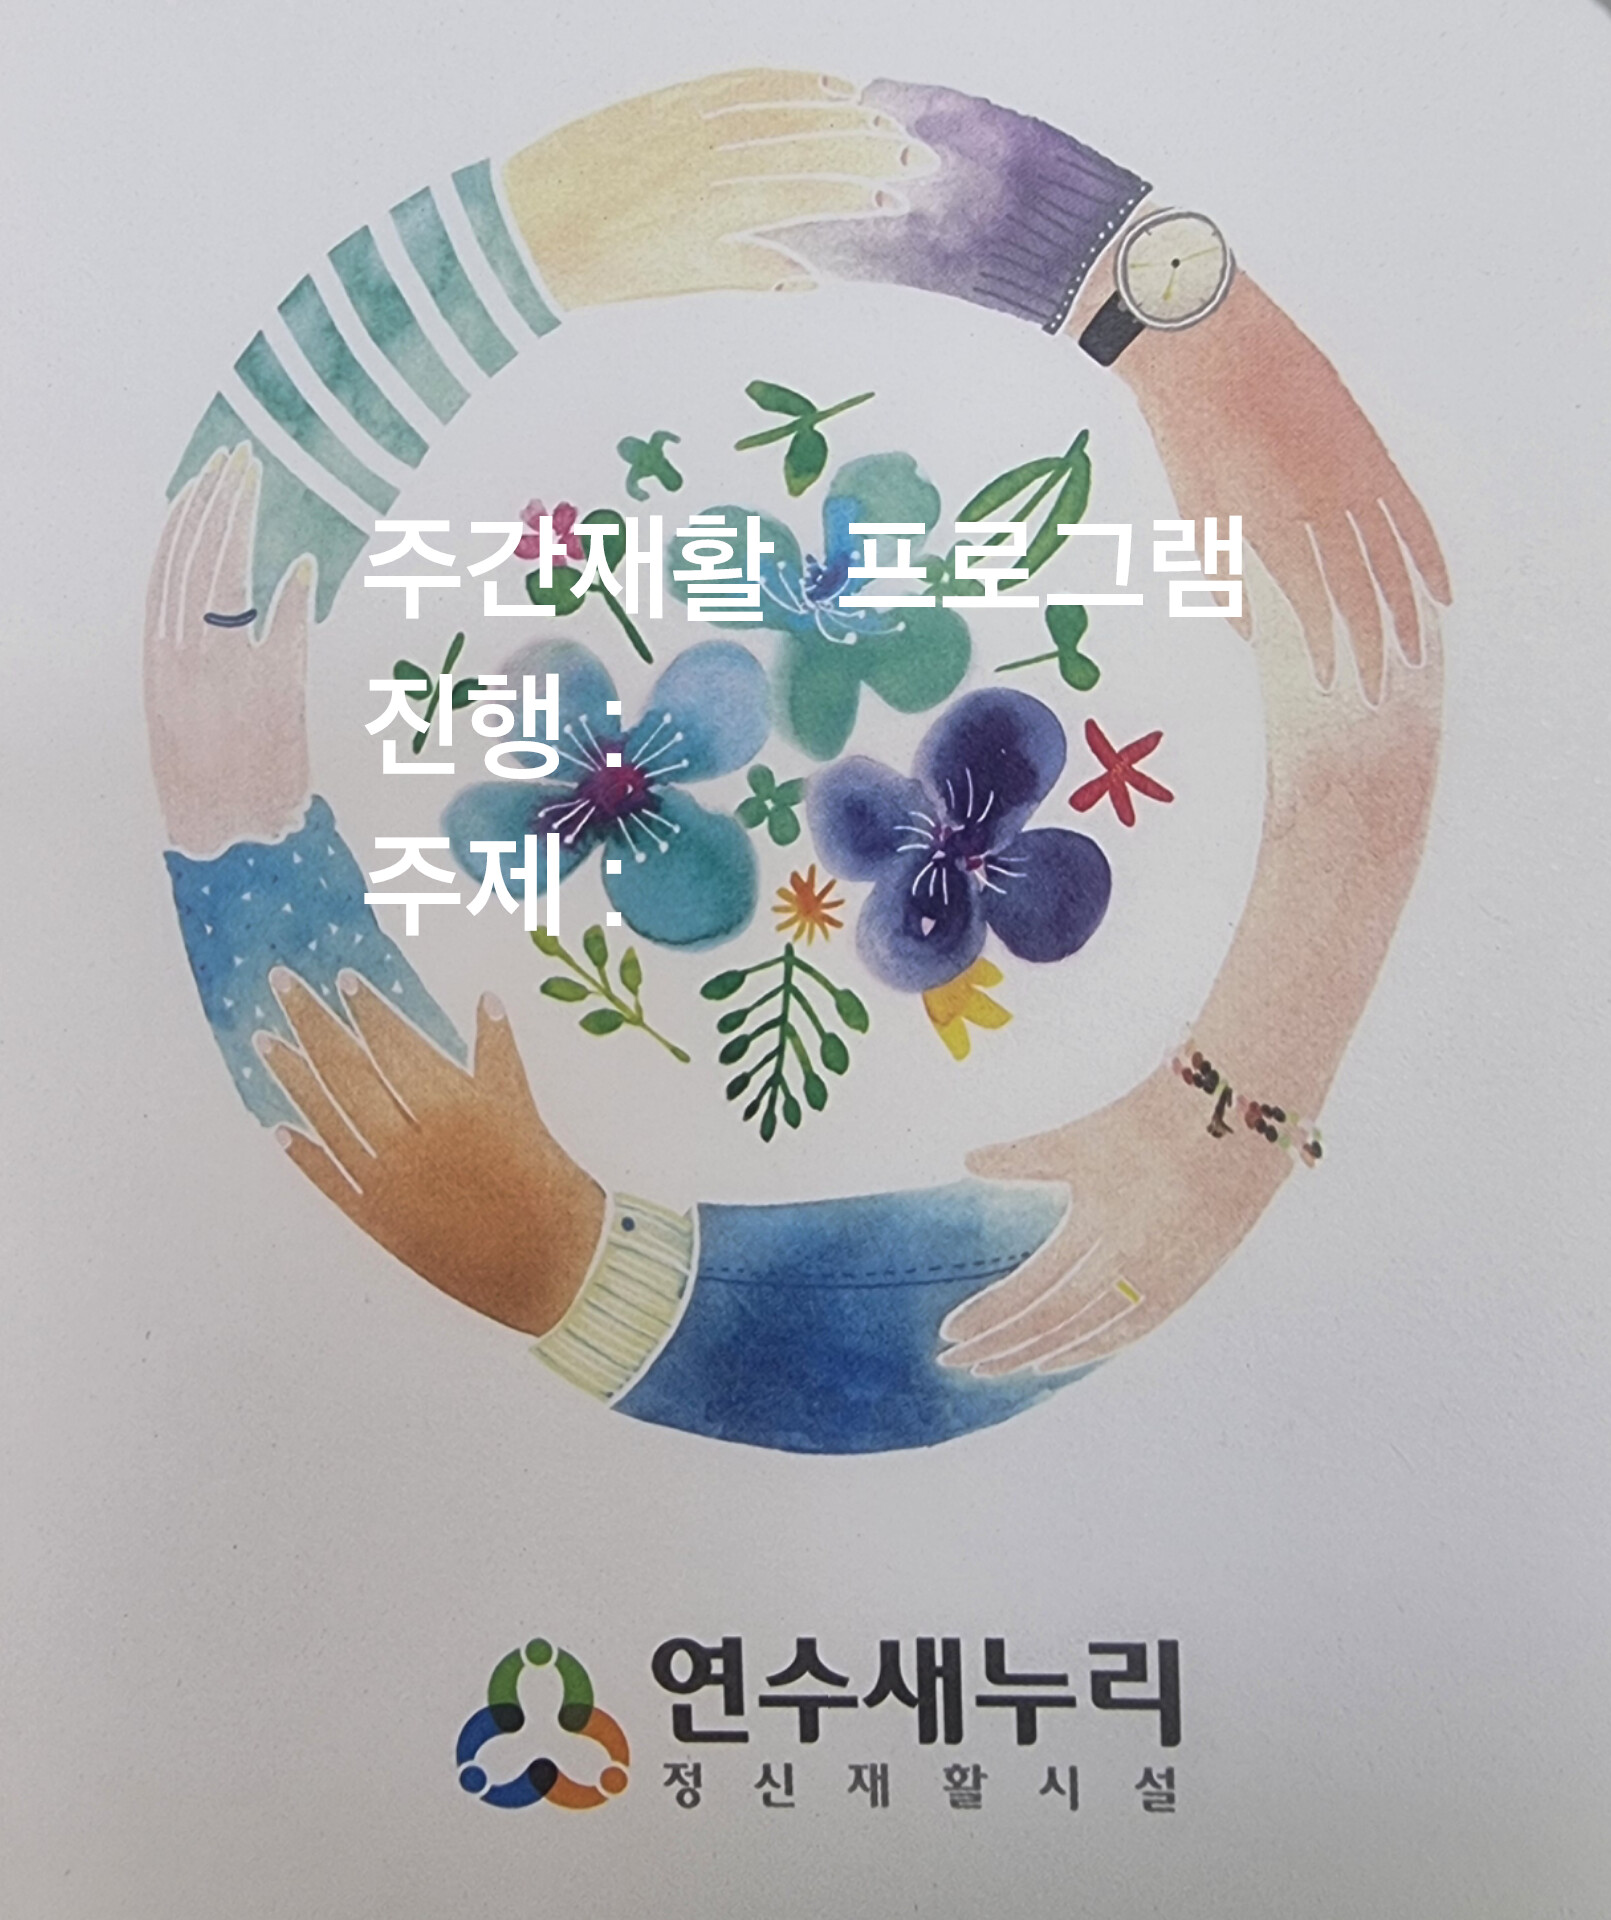 주간재활 프로그램
진행 :
주제 :
연수새누리
정신재활시설